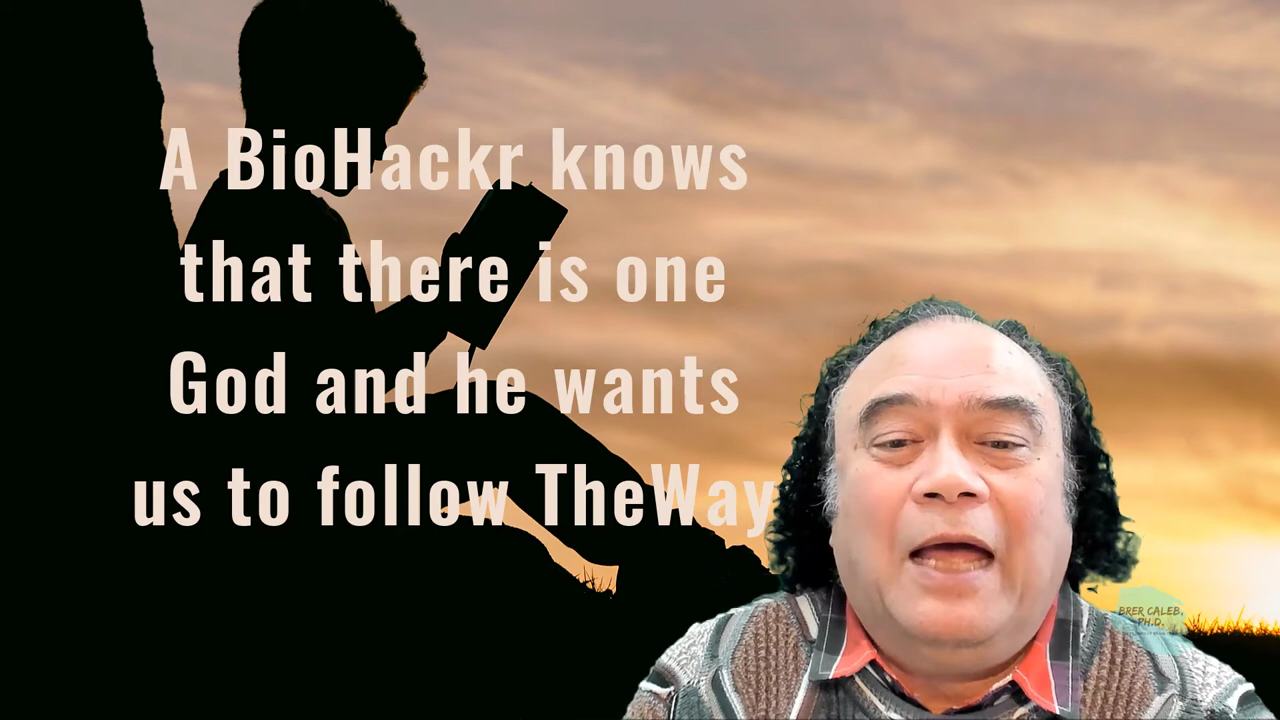 A BioHackr knows
that there is one
God and he wants
us to follow TheWay
BRER CALEB,
PH.D.